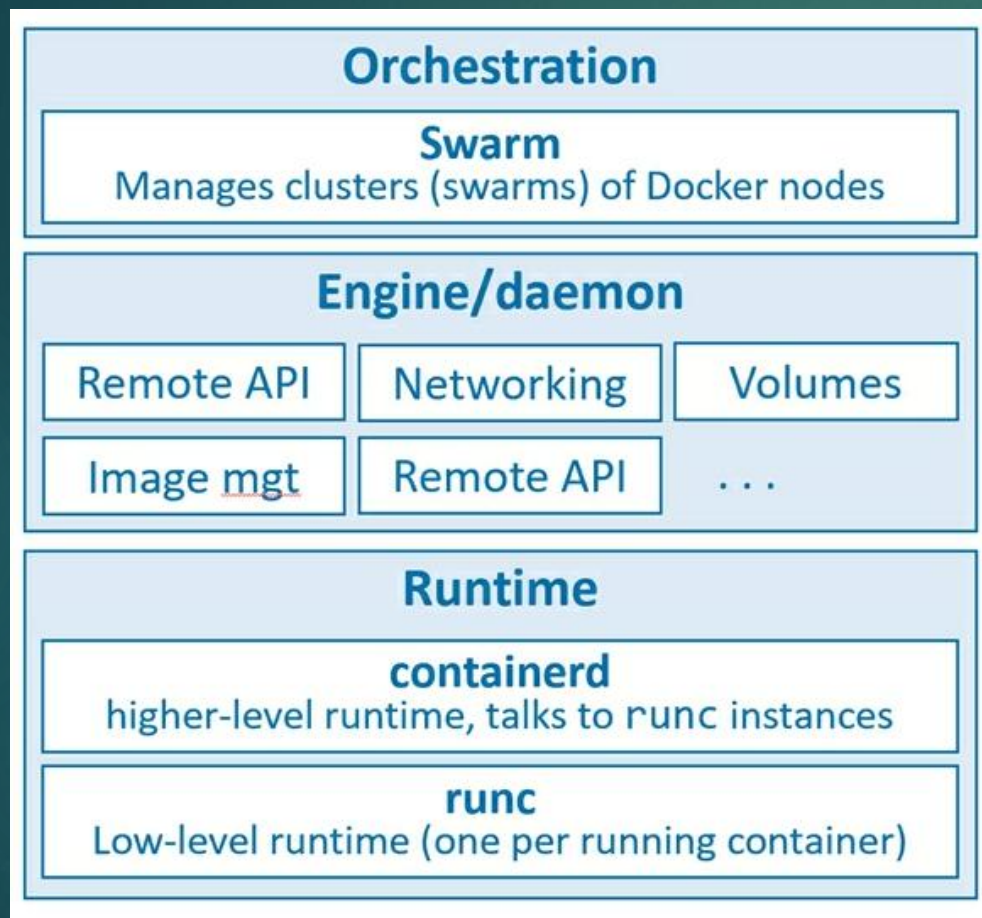 Orchestration
Swarm
Manages clusters (swarms) of Docker nodes
Engine/daemon
Remote API
Networking
Volumes
Image mgt
Remote API
. . .
Runtime
containerd
higher-level runtime, talks to runc instances
runc
Low-level runtime (one per running container)